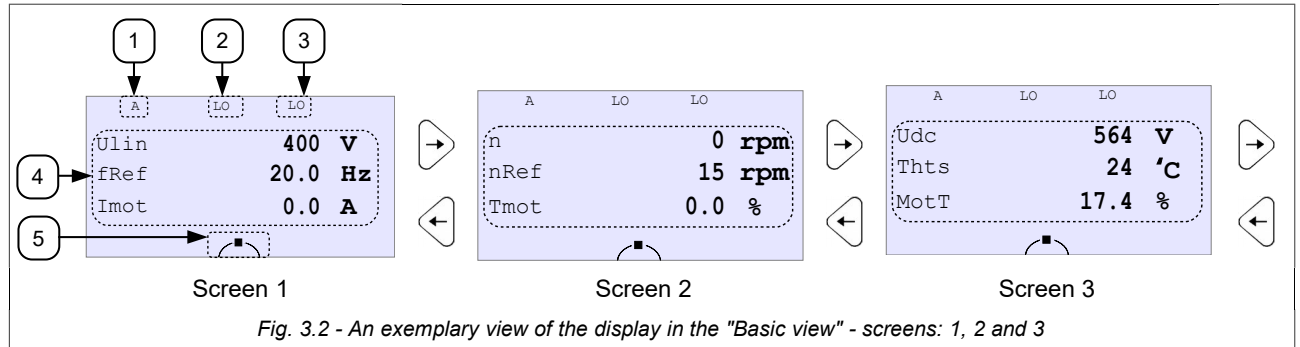 1 2 3
A LO LO
Ulin 400 V
4 fRef 20.0 Hz
Imot 0.0 A
5
Screen 1
A LO LO
n 0 rpm
nRef 15 rpm
Tmot 0.0 %
Screen 2
A LO LO
Udc 564 V
Thts 24 ‘C
MotT 17.4 %
Screen 3
Fig. 3.2 - An exemplary view of the display in the "Basic view" - screens: 1, 2 and 3